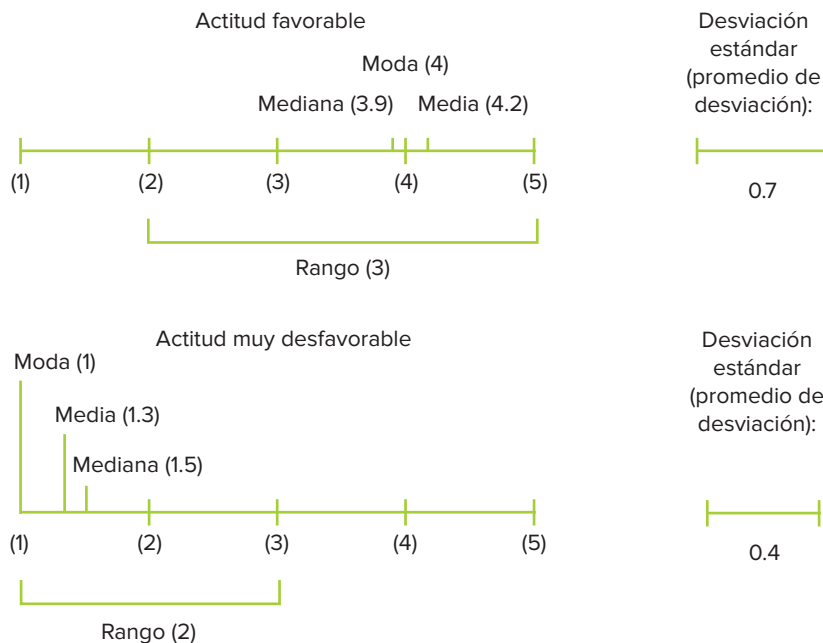 Actitud favorable
Moda (4)
Mediana (3.9) Media (4.2)
(1) (2) (3) (4) (5)
Rango (3)
Desviación
estándar
(promedio de
desviación):
0.7
Actitud muy desfavorable
Moda (1)
Media (1.3)
Mediana (1.5)
(1) (2) (3) (4) (5)
Rango (2)
Desviación
estándar
(promedio de
desviación):
0.4